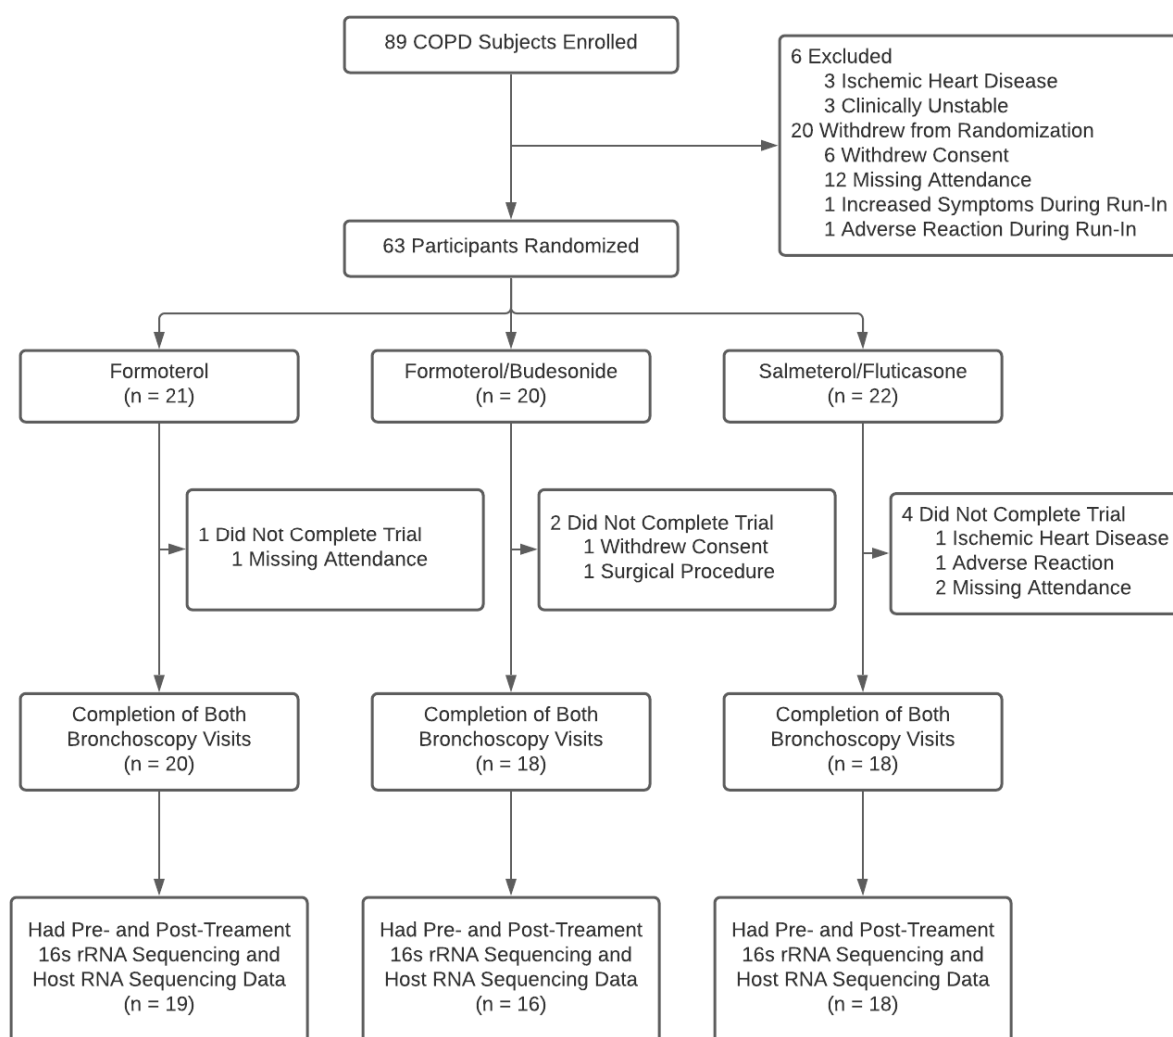 89 COPD Subjects Enrolled
6 Excluded
3 Ischemic Heart Disease
3 Clinically Unstable
20 Withdrew from Randomization
6 Withdrew Consent
12 Missing Attendance
1 Increased Symptoms During Run-In
1 Adverse Reaction During Run-In
63 Participants Randomized
Formoterol
(n = 21)
Formoterol/Budesonide
(n = 20)
Salmeterol/Fluticasone
(n = 22)
1 Did Not Complete Trial
1 Missing Attendance
2 Did Not Complete Trial
1 Withdrew Consent
1 Surgical Procedure
4 Did Not Complete Trial
1 Ischemic Heart Disease
1 Adverse Reaction
2 Missing Attendance
Completion of Both
Bronchoscopy Visits
(n = 20)
Completion of Both
Bronchoscopy Visits
(n = 18)
Completion of Both
Bronchoscopy Visits
(n = 18)
Had Pre- and Post-Treament
16s rRNA Sequencing and
Host RNA Sequencing Data
(n = 19)
Had Pre- and Post-Treament
16s rRNA Sequencing and
Host RNA Sequencing Data
(n = 16)
Had Pre- and Post-Treament
16s rRNA Sequencing and
Host RNA Sequencing Data
(n = 18)